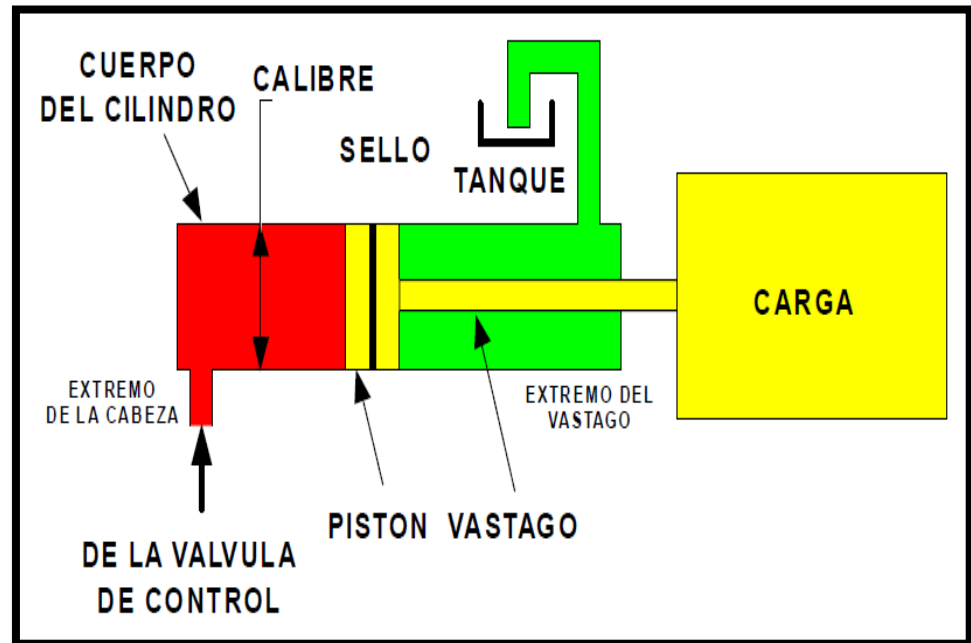 CUERPO
DEL CILINDRO
CALIBRE
SELLO
TANQUE
CARGA
EXTREMO
DE LA CABEZA
EXTREMO DEL
VASTAGO
PISTON
VASTAGO
DE LA VALVULA
DE CONTROL